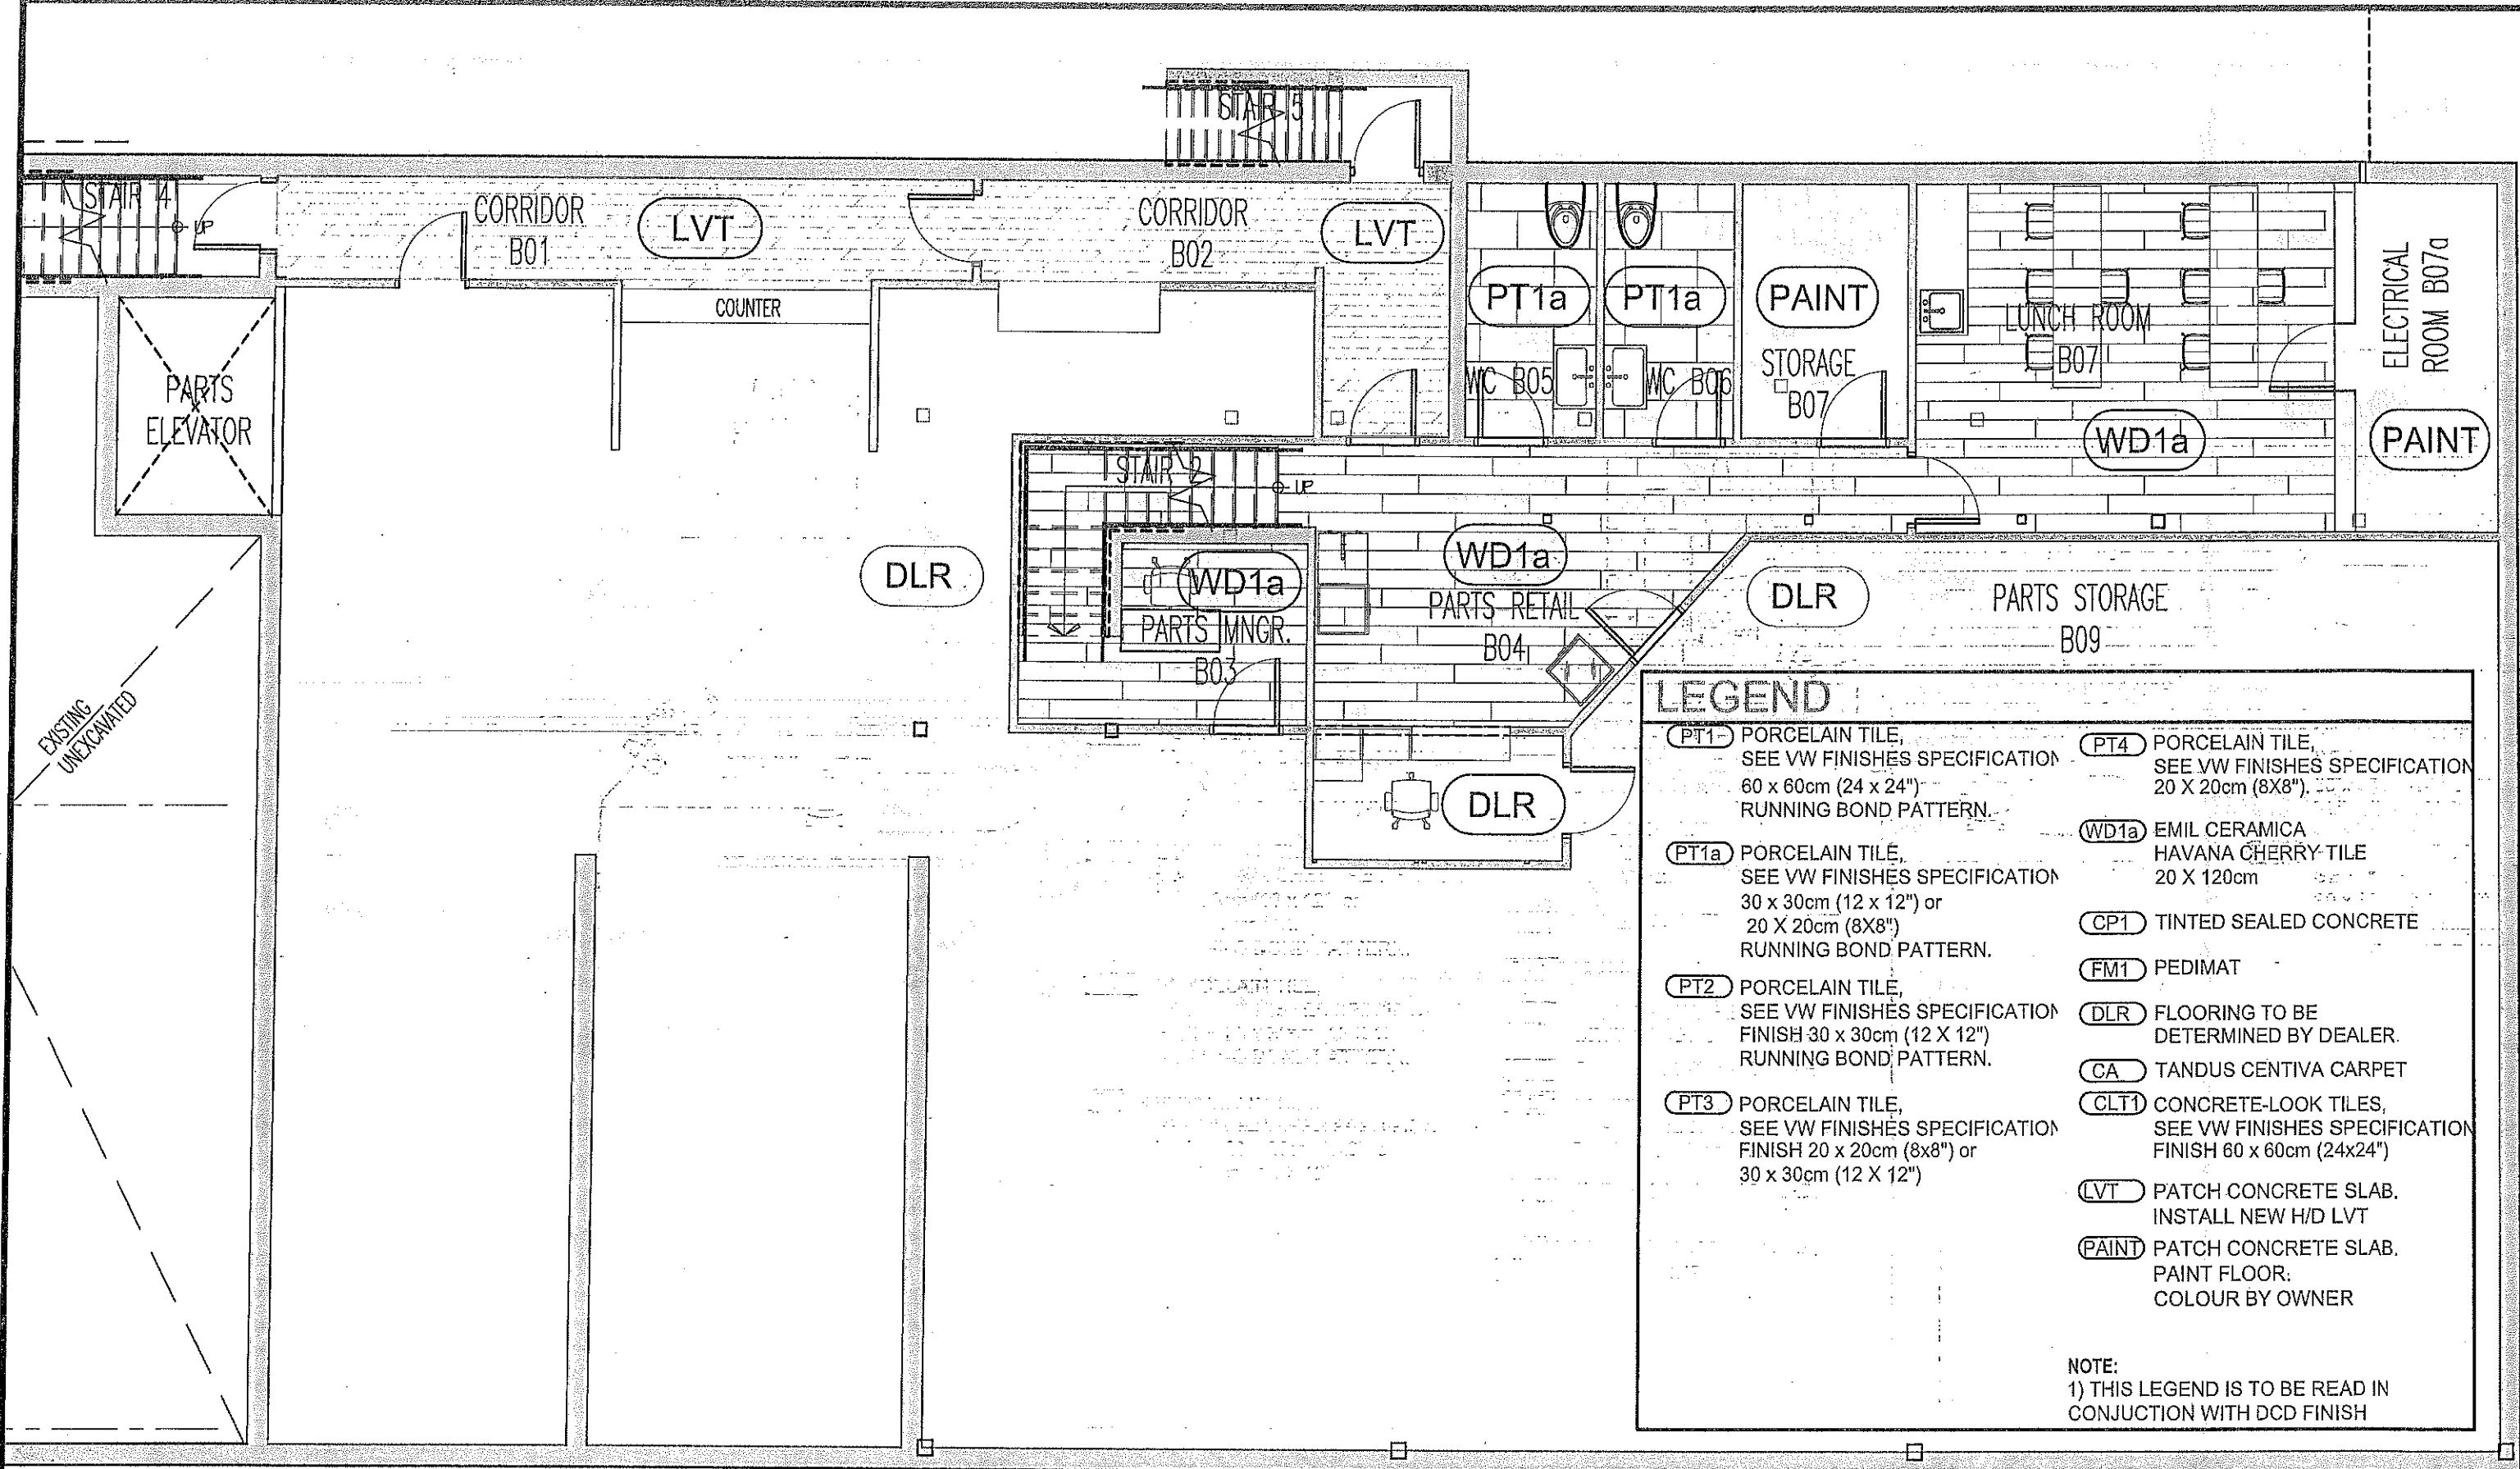 STAIR 5
STAIR 4
UP
CORRIDOR
B01
LVT
CORRIDOR
B02
LVT
COUNTER
PT1a
PT1a
PAINT
WC B05
WC B06
STORAGE
B07
LUNCH ROOM
B07
ELECTRICAL
ROOM B07a
WD1a
PAINT
PARTS
ELEVATOR
STAIR 2
UP
DLR
WD1a
PARTS MNGR.
B03
WD1a
PARTS RETAIL
B04
DLR
PARTS STORAGE
B09
DLR
EXISTING
UNEXCAVATED
LEGEND
PT1 PORCELAIN TILE,
SEE VW FINISHES SPECIFICATION
60 x 60cm (24 x 24")
RUNNING BOND PATTERN.
PT1a PORCELAIN TILE,
SEE VW FINISHES SPECIFICATION
30 x 30cm (12 x 12") or
20 X 20cm (8X8")
RUNNING BOND PATTERN.
PT2 PORCELAIN TILE,
SEE VW FINISHES SPECIFICATION
FINISH 30 x 30cm (12 X 12")
RUNNING BOND PATTERN.
PT3 PORCELAIN TILE,
SEE VW FINISHES SPECIFICATION
FINISH 20 x 20cm (8x8") or
30 x 30cm (12 X 12")
PT4 PORCELAIN TILE,
SEE VW FINISHES SPECIFICATION
20 X 20cm (8X8").
WD1a EMIL CERAMICA
HAVANA CHERRY TILE
20 X 120cm
CP1 TINTED SEALED CONCRETE
FM1 PEDIMAT
DLR FLOORING TO BE
DETERMINED BY DEALER.
CA TANDUS CENTIVA CARPET
CLT1 CONCRETE-LOOK TILES,
SEE VW FINISHES SPECIFICATION
FINISH 60 x 60cm (24x24")
LVT PATCH CONCRETE SLAB.
INSTALL NEW H/D LVT
PAINT PATCH CONCRETE SLAB.
PAINT FLOOR:
COLOUR BY OWNER
NOTE:
1) THIS LEGEND IS TO BE READ IN
CONJUCTION WITH DCD FINISH